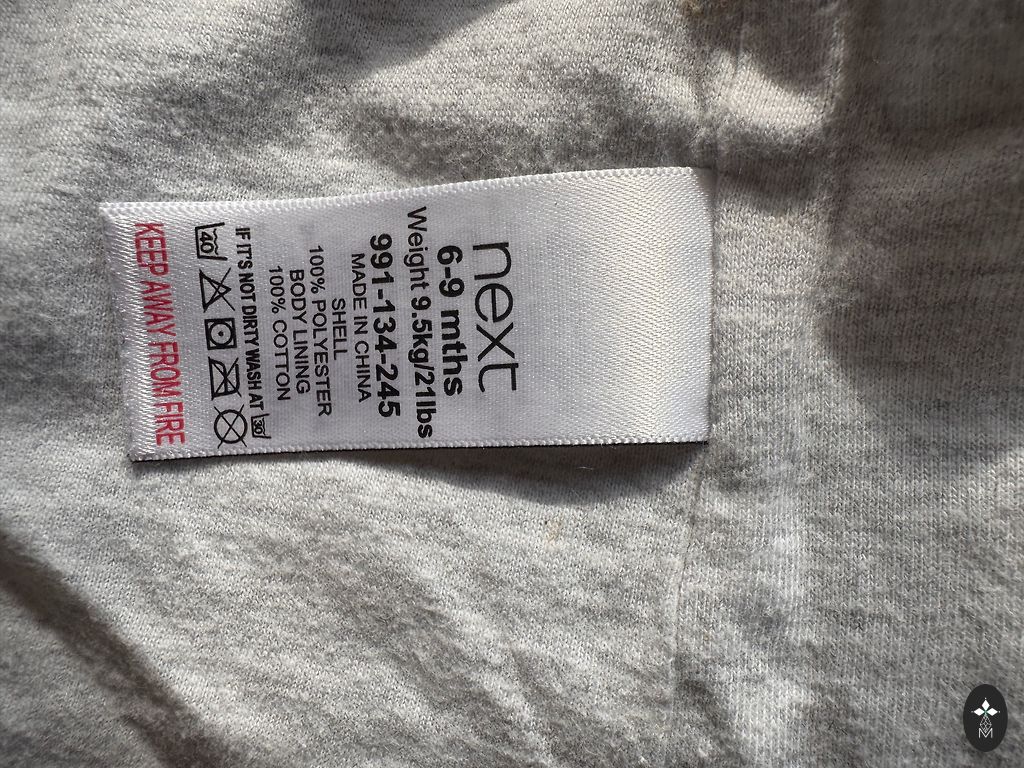 next
6-9 mths
Weight 9.5kg/21lbs
991-134-245
MADE IN CHINA
SHELL
100% POLYESTER
BODY LINING
100% COTTON
IF IT'S NOT DIRTY WASH AT 30
40
KEEP AWAY FROM FIRE
M